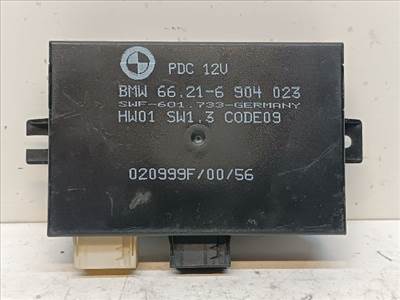 PDC 12V
BMW 66.21-6 904 023
SWF-601.733-GERMANY
HW01 SW1.3 CODE09
020999F/00/56